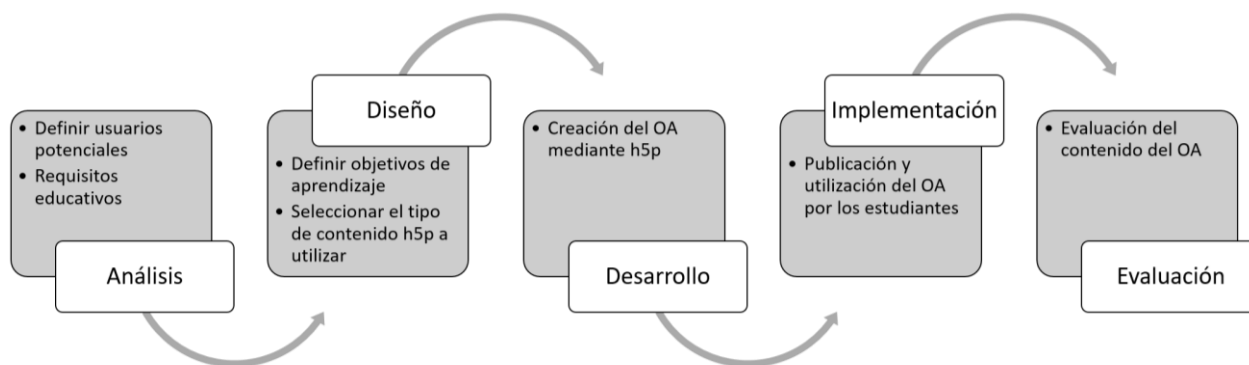 • Definir usuarios
potenciales
• Requisitos
educativos
Análisis
Diseño
• Definir objetivos de
aprendizaje
• Seleccionar el tipo
de contenido h5p a
utilizar
• Creación del OA
mediante h5p
Desarrollo
Implementación
• Publicación y
utilización del OA
por los estudiantes
• Evaluación del
contenido del OA
Evaluación